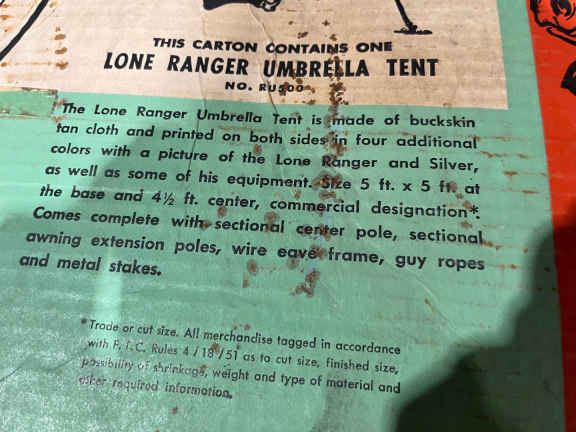 THIS CARTON CONTAINS ONE
LONE RANGER UMBRELLA TENT
NO. RU500
The Lone Ranger Umbrella Tent is made of buckskin
tan cloth and printed on both sides in four additional
colors with a picture of the Lone Ranger and Silver,
as well as some of his equipment. Size 5 ft. x 5 ft. at
the base and 4½ ft. center, commercial designation*.
Comes complete with sectional center pole, sectional
awning extension poles, wire eave frame, guy ropes
and metal stakes.
*Trade or cut size. All merchandise tagged in accordance
with F. T. C. Rules 4/18/51 as to cut size, finished size,
possibility of shrinkage, weight and type of material and
other required information.